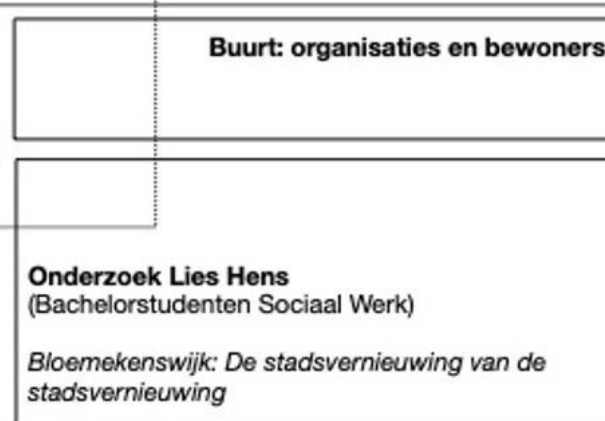 Buurt: organisaties en bewoners
Onderzoek Lies Hens
(Bachelorstudenten Sociaal Werk)
Bloemekenswijk: De stadsvernieuwing van de
stadsvernieuwing